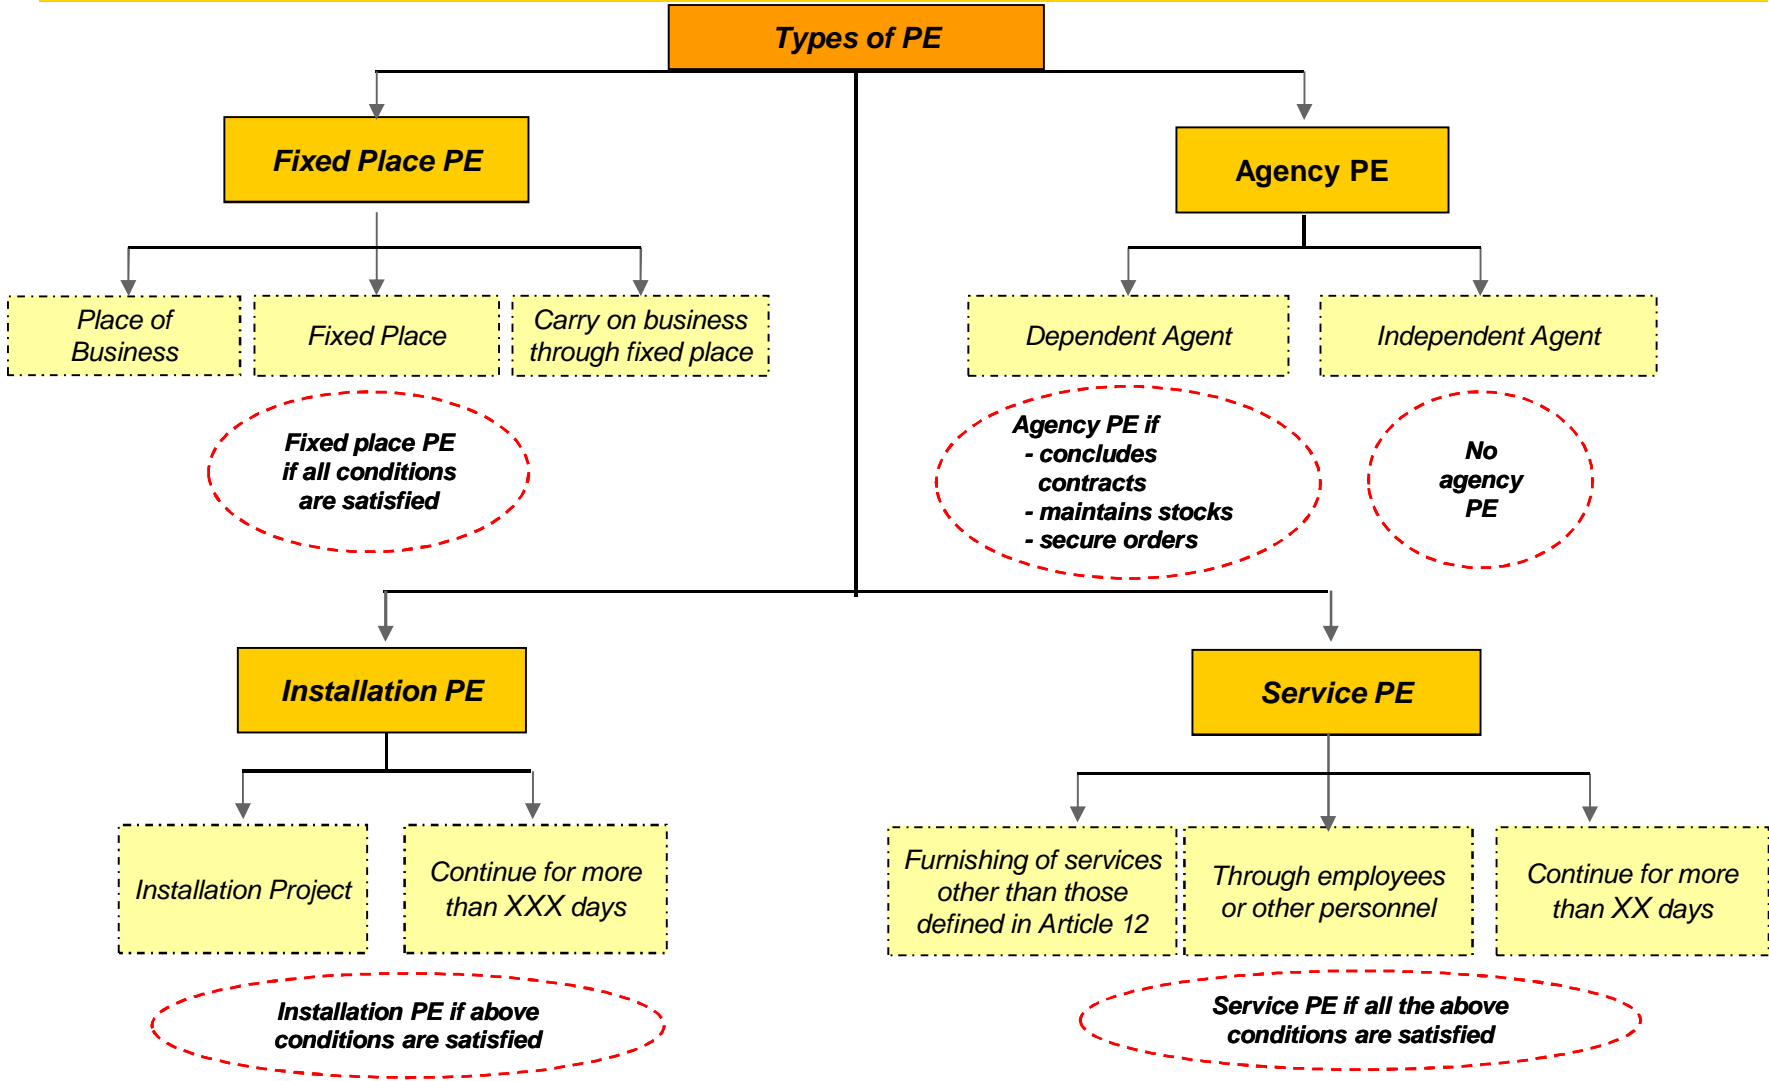 Types of PE
Fixed Place PE
Agency PE
Place of
Business
Fixed Place
Carry on business
through fixed place
Dependent Agent
Independent Agent
Fixed place PE
if all conditions
are satisfied
Agency PE if
- concludes
contracts
- maintains stocks
- secure orders
No
agency
PE
Installation PE
Service PE
Installation Project
Continue for more
than XXX days
Furnishing of services
other than those
defined in Article 12
Through employees
or other personnel
Continue for more
than XX days
Installation PE if above
conditions are satisfied
Service PE if all the above
conditions are satisfied